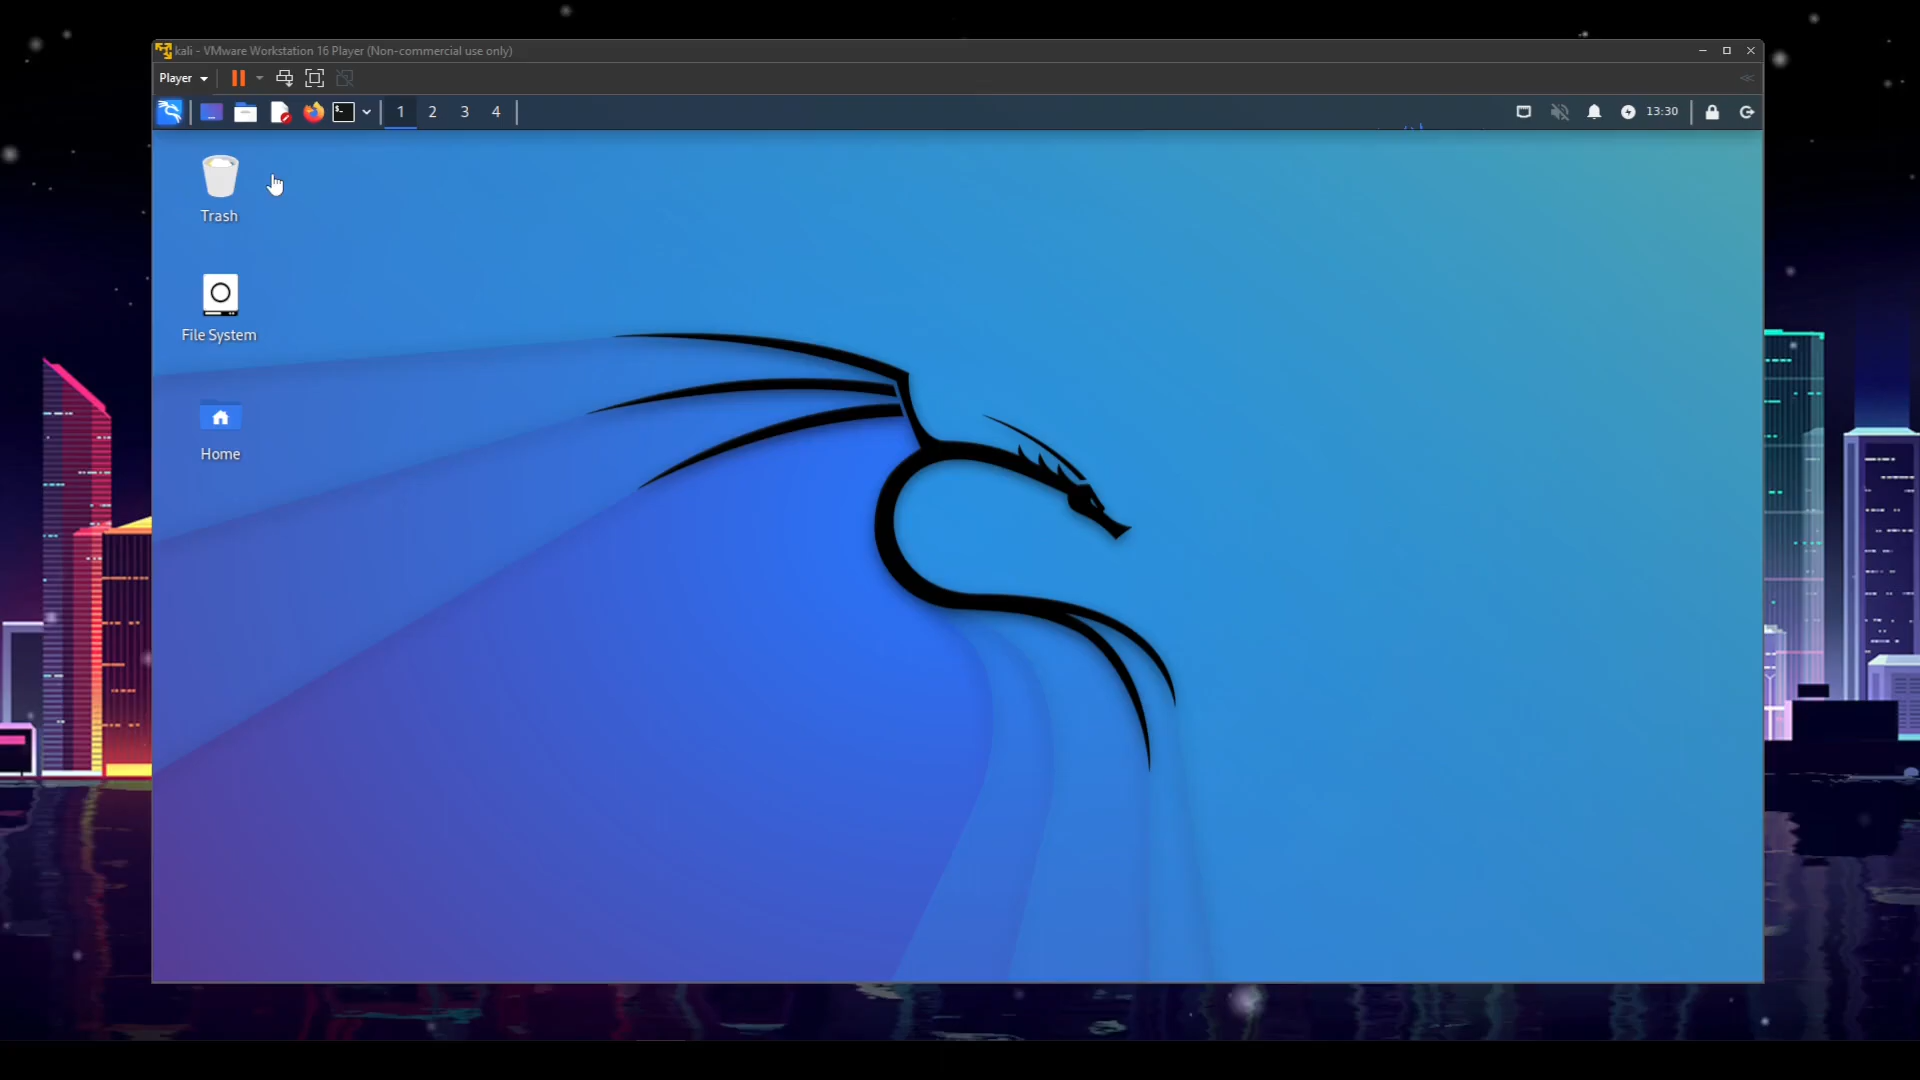 kali - VMware Workstation 16 Player (Non-commercial use only)
Player
1 2 3 4
13:30
Trash
File System
Home